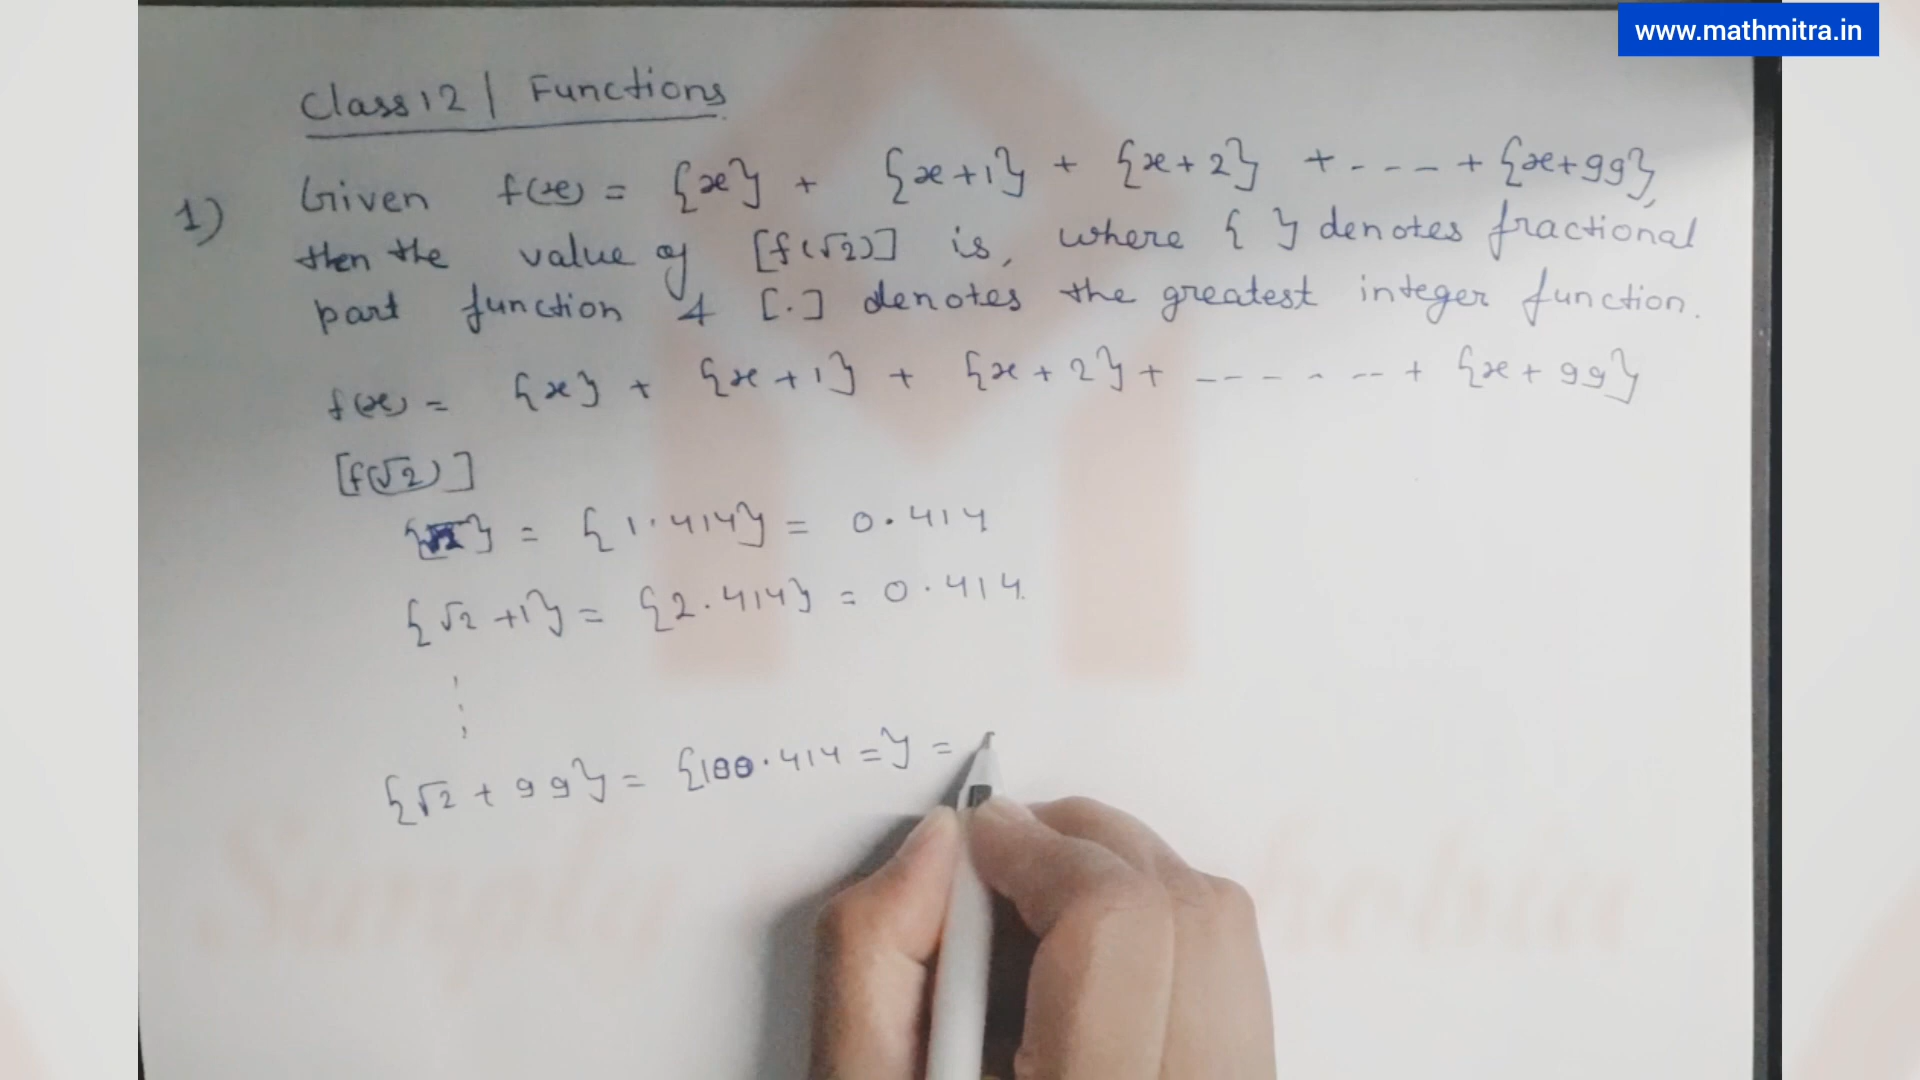 www.mathmitra.in
Class 12 | Functions
1) Given f(x) = {x} + {x+1} + {x+2} + - - - - + {x+99},
then the value of [f(√2)] is, where { } denotes fractional
part function & [.] denotes the greatest integer function.
f(x) = {x} + {x+1} + {x+2} + - - - - - - + {x+99}
[f(√2)]
{√2} = {1.414} = 0.414
{√2 +1} = {2.414} = 0.414
{√2 + 99} = {100.414 =} =